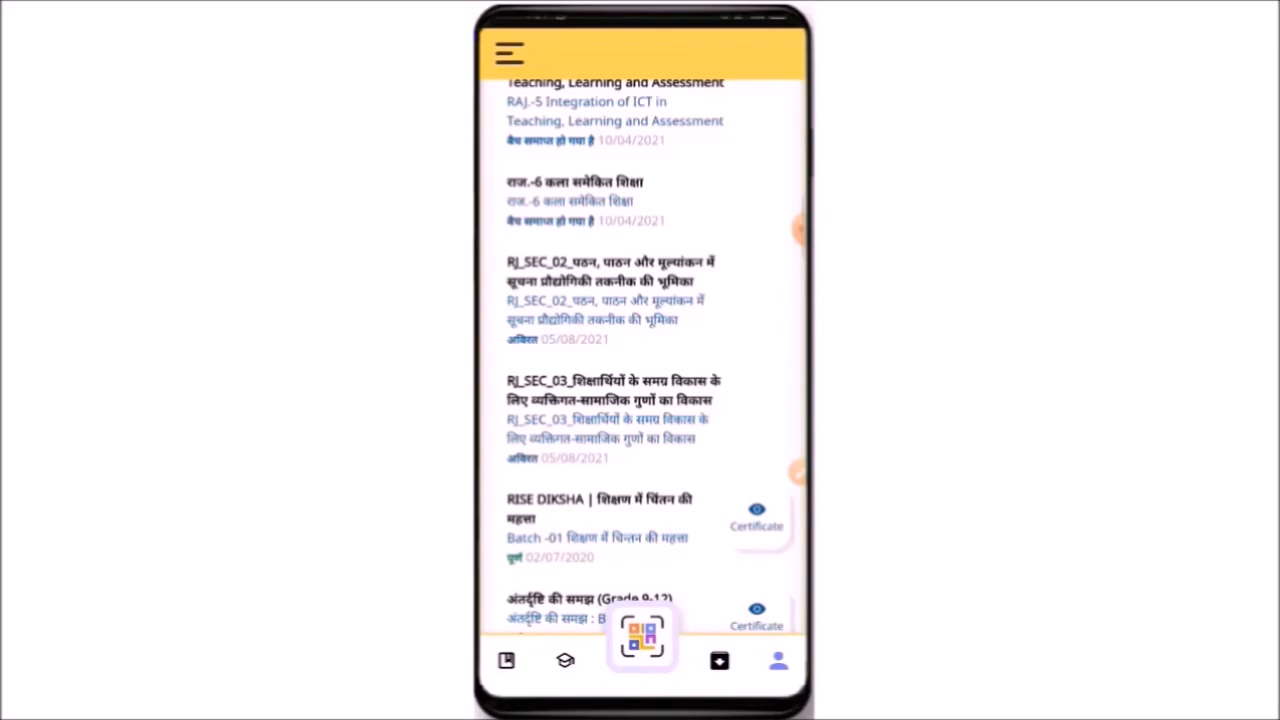 Teaching, Learning and Assessment
RAJ.-5 Integration of ICT in
Teaching, Learning and Assessment
बैच समाप्त हो गया है 10/04/2021
राज.-6 कला समेकित शिक्षा
राज.-6 कला समेकित शिक्षा
बैच समाप्त हो गया है 10/04/2021
RJ_SEC_02_पठन, पाठन और मूल्यांकन में
सूचना प्रौद्योगिकी तकनीक की भूमिका
RJ_SEC_02_पठन, पाठन और मूल्यांकन में
सूचना प्रौद्योगिकी तकनीक की भूमिका
अविरत 05/08/2021
RJ_SEC_03_शिक्षार्थियों के समग्र विकास के
लिए व्यक्तिगत-सामाजिक गुणों का विकास
RJ_SEC_03_शिक्षार्थियों के समग्र विकास के
लिए व्यक्तिगत-सामाजिक गुणों का विकास
अविरत 05/08/2021
RISE DIKSHA | शिक्षण में चिंतन की
महत्ता
Certificate
Batch -01 शिक्षण में चिन्तन की महत्ता
पूर्ण 02/07/2020
अंतर्दृष्टि की समझ (Grade 9-12)
अंतर्दृष्टि की समझ : B
Certificate